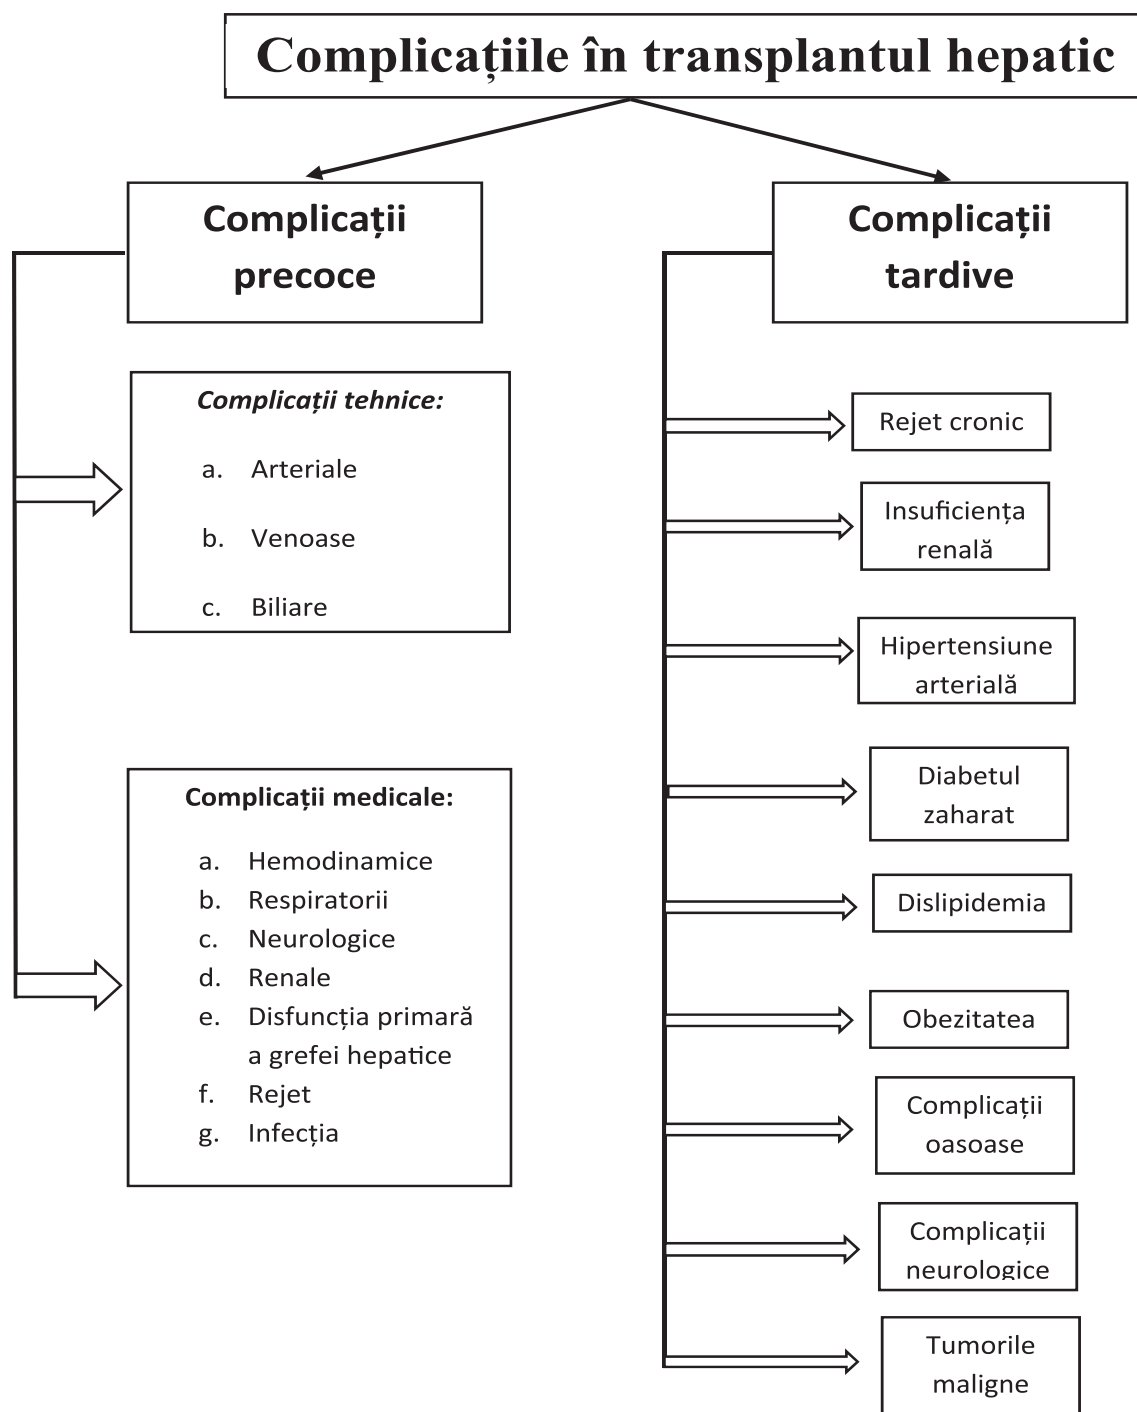 Complicațiile în transplantul hepatic
Complicații
precoce
Complicații tehnice:
a. Arteriale
b. Venoase
c. Biliare
Complicații medicale:
a. Hemodinamice
b. Respiratorii
c. Neurologice
d. Renale
e. Disfuncția primară
a grefei hepatice
f. Rejet
g. Infecția
Complicații
tardive
Rejet cronic
Insuficiența
renală
Hipertensiune
arterială
Diabetul
zaharat
Dislipidemia
Obezitatea
Complicații
oasoase
Complicații
neurologice
Tumorile
maligne